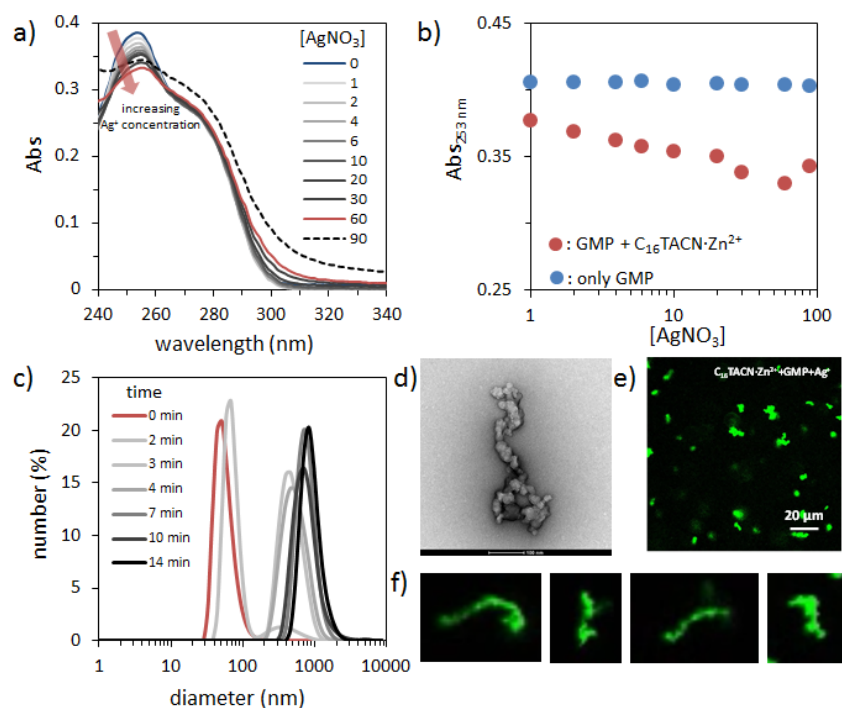 a)
0.4
0.3
0.2
0.1
0
Abs
increasing
Ag⁺ concentration
[AgNO₃]
0
1
2
4
6
10
20
30
60
90
240 260 280 300 320 340
wavelength (nm)
b)
0.45
0.35
0.25
Abs₂₅₃ ₙₘ
: GMP + C₁₆TACN·Zn²⁺
: only GMP
1 10 100
[AgNO₃]
c)
25
20
15
10
5
0
number (%)
time
0 min
2 min
3 min
4 min
7 min
10 min
14 min
1 10 100 1000 10000
diameter (nm)
d)
e)
C₁₆TACN·Zn²⁺+GMP+Ag⁺
20 μm
f)